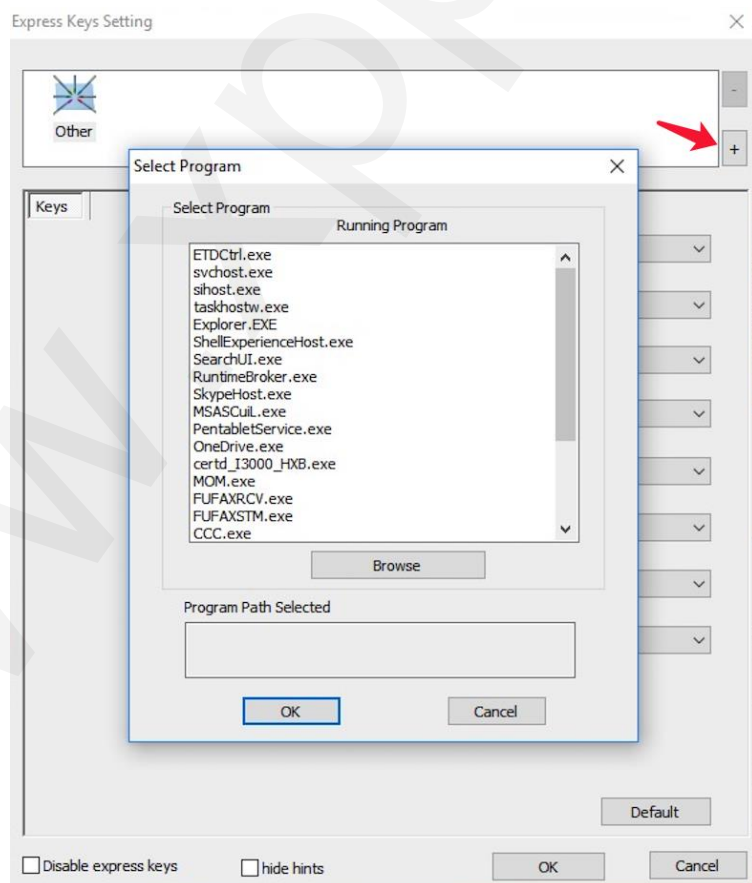 Express Keys Setting
-
Other
+
Select Program
Keys
Select Program
Running Program
ETDCtrl.exe
svchost.exe
sihost.exe
taskhostw.exe
Explorer.EXE
ShellExperienceHost.exe
SearchUI.exe
RuntimeBroker.exe
SkypeHost.exe
MSASCuiL.exe
PentabletService.exe
OneDrive.exe
certd_I3000_HXB.exe
MOM.exe
FUFAXRCV.exe
FUFAXSTM.exe
CCC.exe
Browse
Program Path Selected
OK
Cancel
Default
Disable express keys
hide hints
OK
Cancel